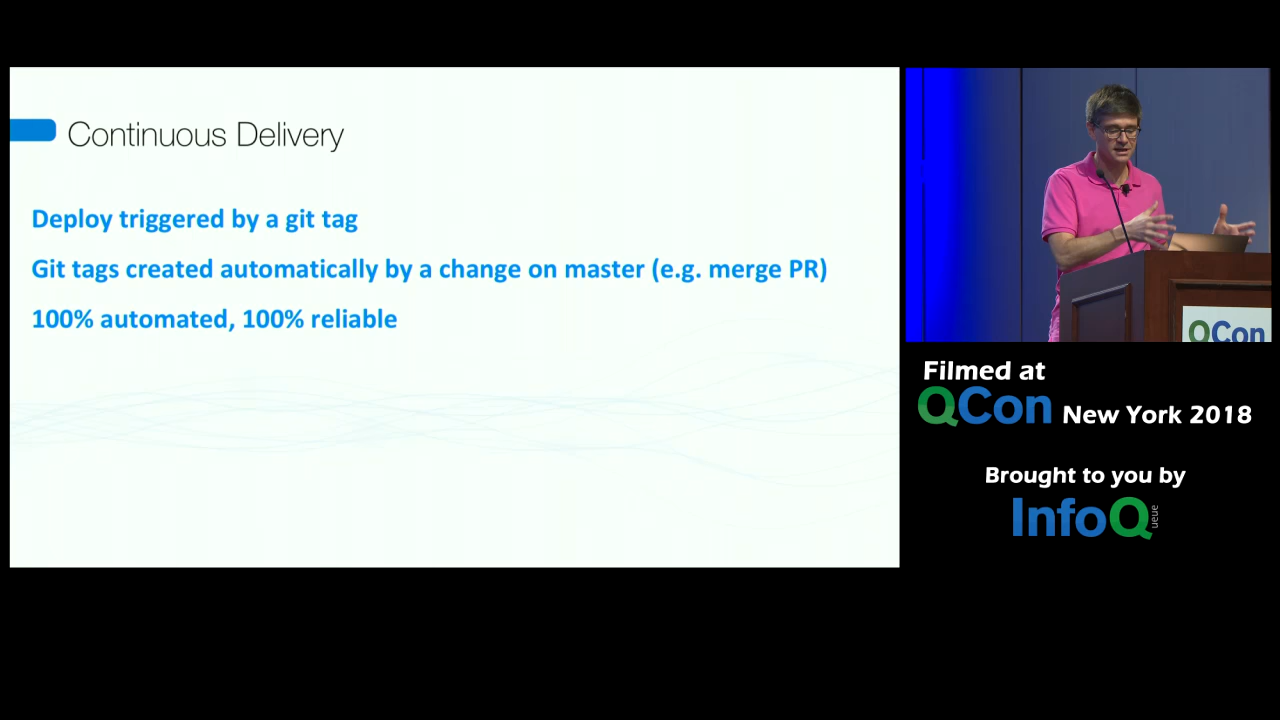 Continuous Delivery
Deploy triggered by a git tag
Git tags created automatically by a change on master (e.g. merge PR)
100% automated, 100% reliable
QCon
Filmed at
QCon New York 2018
Brought to you by
InfoQueue